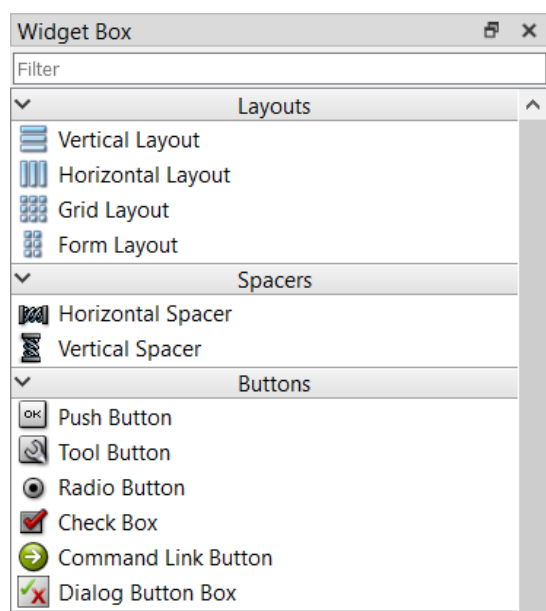 Widget Box
Filter
Layouts
Vertical Layout
Horizontal Layout
Grid Layout
Form Layout
Spacers
Horizontal Spacer
Vertical Spacer
Buttons
OK Push Button
Tool Button
Radio Button
Check Box
Command Link Button
Dialog Button Box